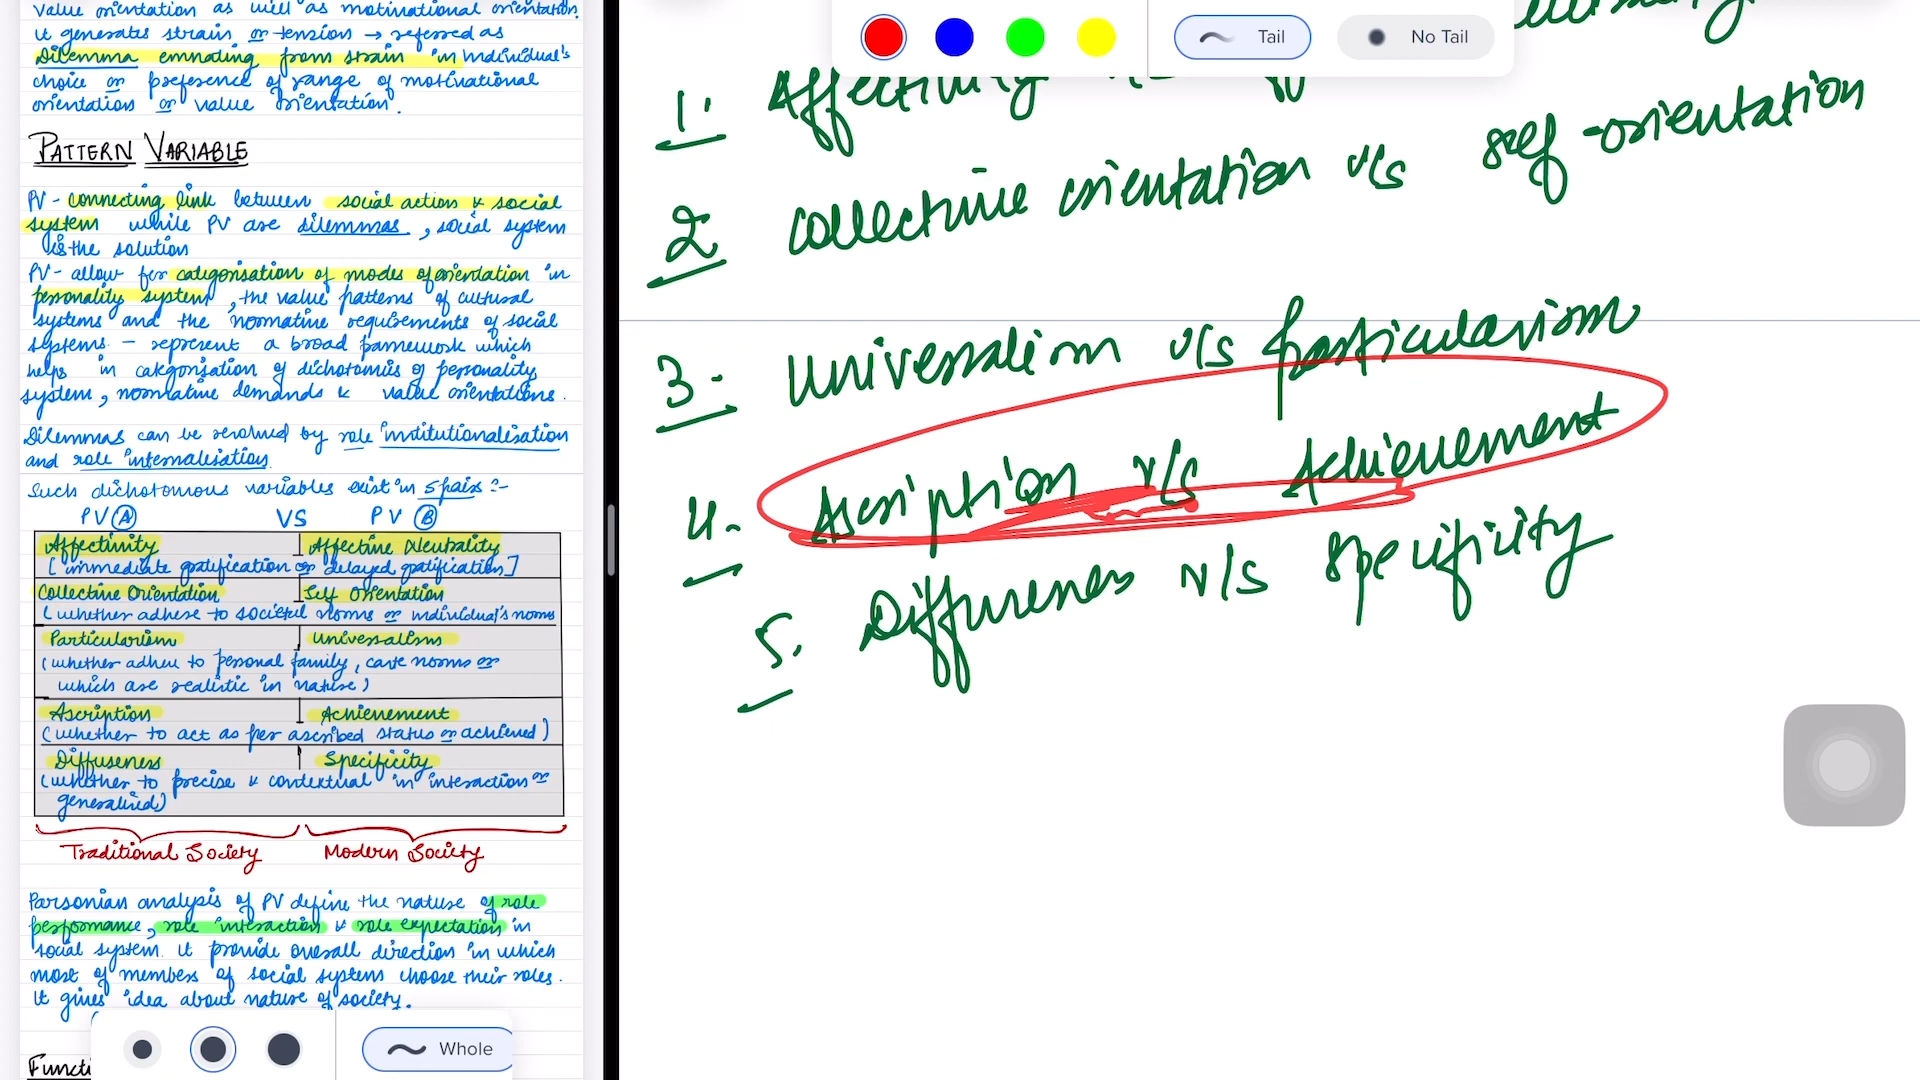 value orientation as well as motivational orientation.
it generates strain or tension → referred as
Dilemma emnating from strain in individual's
choice or preference of range of motivational
orientation or value orientation.
PATTERN VARIABLE
PV - connecting link between social action & social
system while PV are dilemmas, social system
is the solution
PV - allow for categorisation of modes of orientation in
personality system, the value patterns of cultural
systems and the normative requirements of social
systems. - represent a broad framework which
helps in categorisation of dichotomies of personality
system, normative demands & value orientations.
Dilemmas can be resolved by role institutionalisation
and role internalisation.
Such dichotomous variables exist in 5 pairs :-
PV A VS PV B
Affectivity Affective Neutrality
[immediate gratification or delayed gratification]
Collective Orientation Self Orientation
(whether adhere to societal norms or individual's norms
Particularism Universalism
(whether adhere to personal family, caste norms or
which are realistic in nature)
Ascription Achievement
(whether to act as per ascribed status or achieved)
Diffuseness Specificity
(whether to precise & contextual in interaction or
generalised)
Traditional Society Modern Society
Parsonian analysis of PV define the nature of role
performance, role interaction & role expectation in
social system. it provide overall direction in which
most of members of social system choose their roles.
it gives idea about nature of society.
Functi
Whole
Tail No Tail
1. Affectivity
2 collective orientation v/s self-orientation
3. Universalism v/s particularism
4. Ascription v/s Achievement
5. Diffuseness v/s specificity